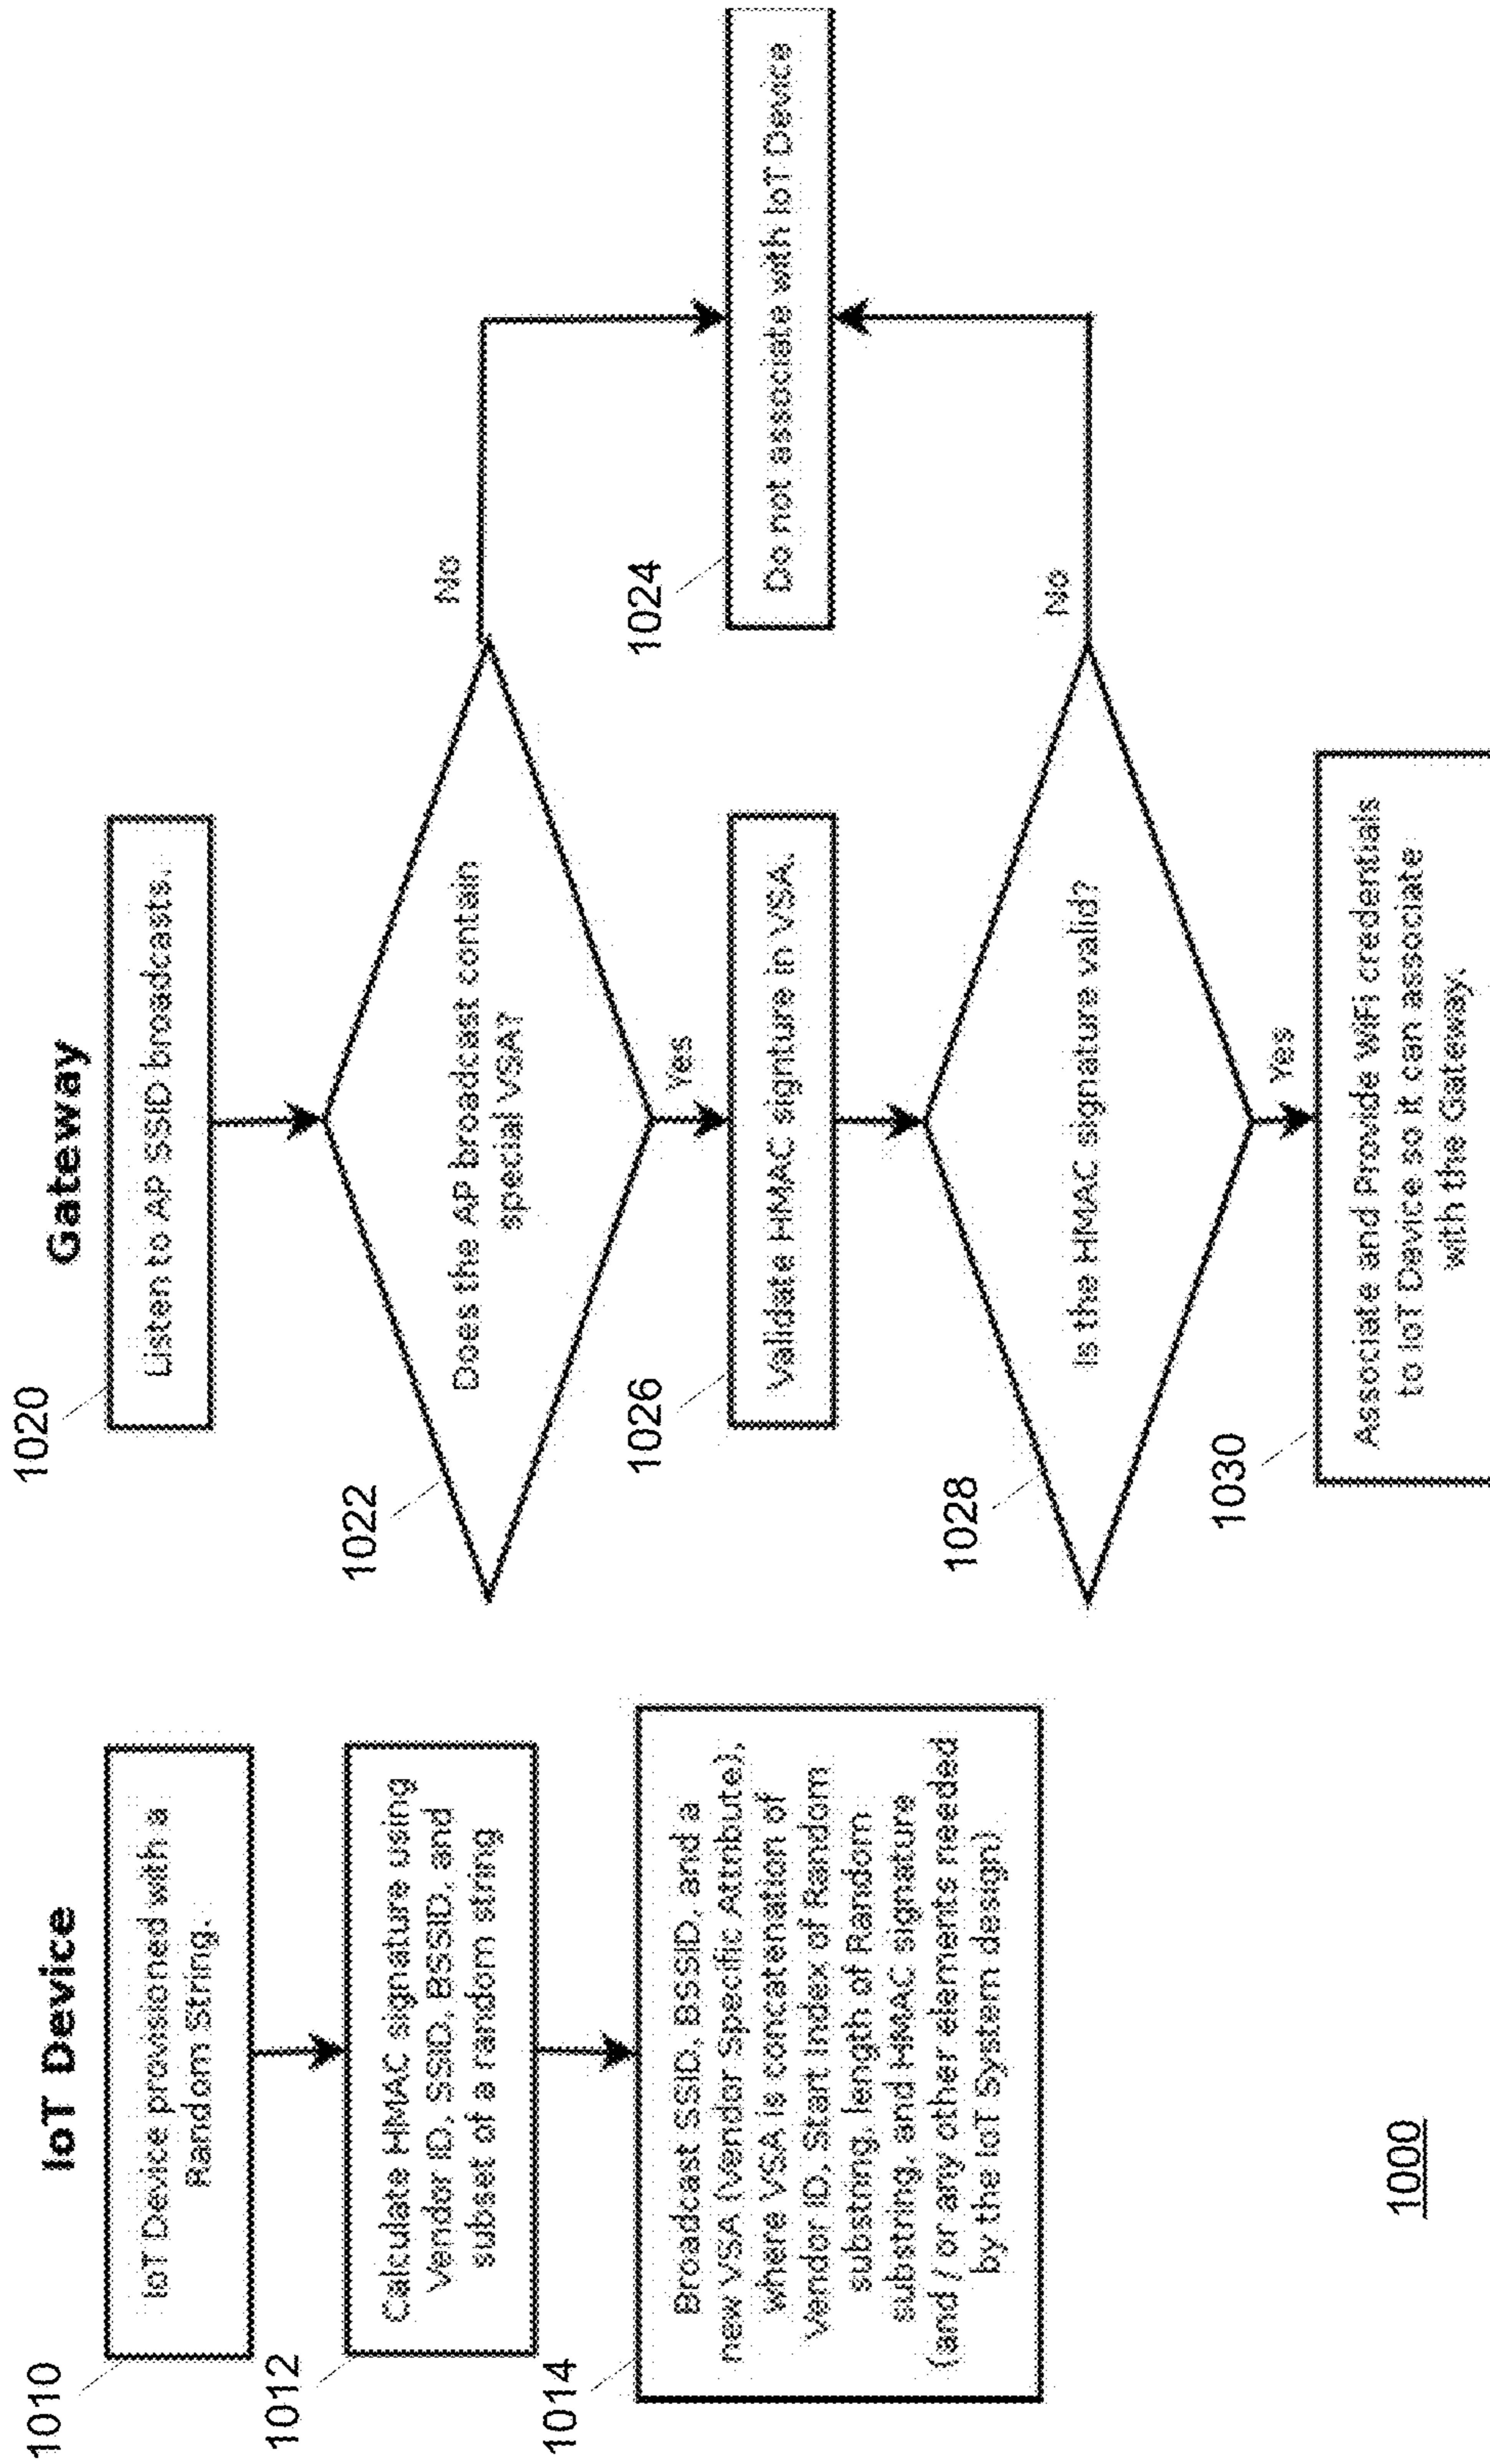 IoT Device
1010
IoT Device provisioned with a
Random String.
1012
Calculate HMAC signature using
Vendor ID, SSID, BSSID, and
subset of a random string
1014
Broadcast SSID, BSSID, and a
new VSA (Vendor Specific Attribute),
where VSA is concatenation of
Vendor ID, Start Index of Random
substring, length of Random
substring, and HMAC signature
(and / or any other elements needed
by the IoT System design)
1000
Gateway
1020
Listen to AP SSID broadcasts.
1022
Does the AP broadcast contain
special VSA?
No
Yes
1024
Do not associate with IoT Device
1026
Validate HMAC signture in VSA.
1028
Is the HMAC signature valid?
No
Yes
1030
Associate and Provide WiFi credentials
to IoT Device so it can associate
with the Gateway.